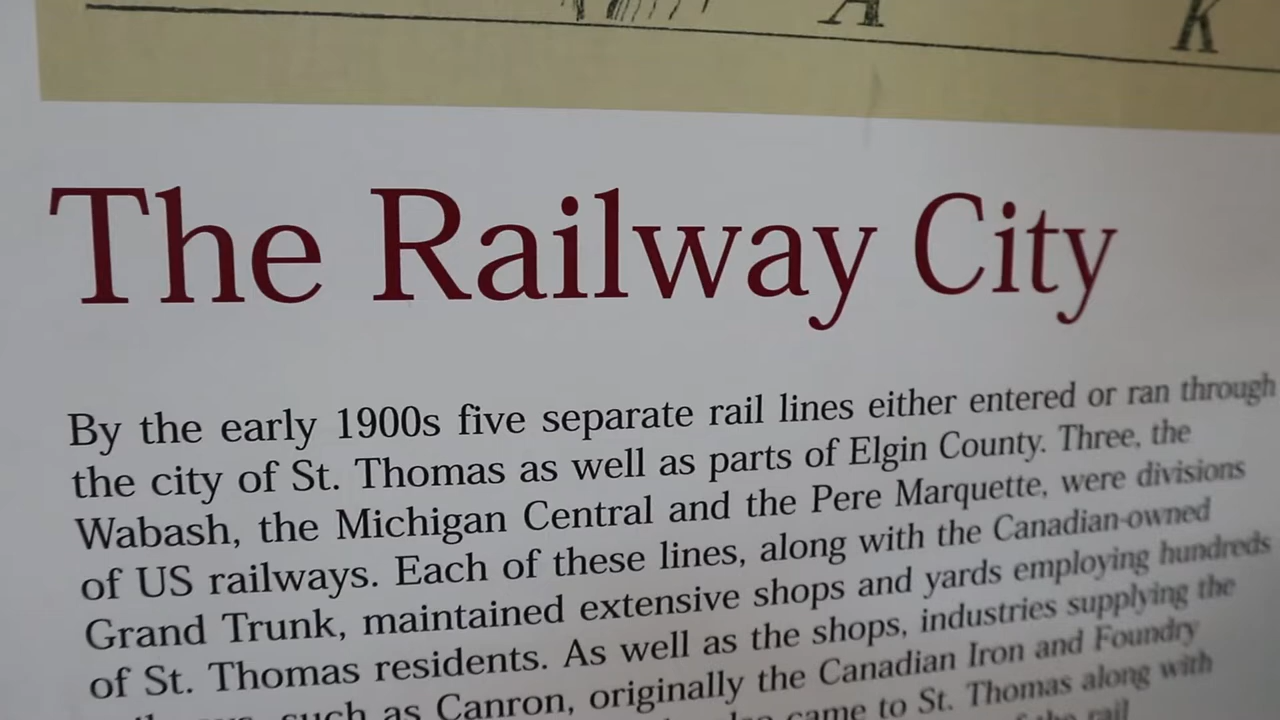 A K
The Railway City
By the early 1900s five separate rail lines either entered or ran through
the city of St. Thomas as well as parts of Elgin County. Three, the
Wabash, the Michigan Central and the Pere Marquette, were divisions
of US railways. Each of these lines, along with the Canadian-owned
Grand Trunk, maintained extensive shops and yards employing hundreds
of St. Thomas residents. As well as the shops, industries supplying the
such as Canron, originally the Canadian Iron and Foundry
came to St. Thomas along with
the rail